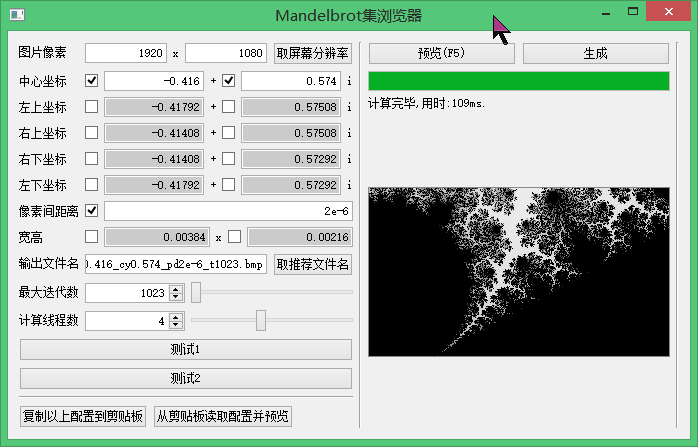 Mandelbrot集浏览器
图片像素 1920 x 1080 取屏幕分辨率
中心坐标 -0.416 + 0.574 i
左上坐标 -0.41792 + 0.57508 i
右上坐标 -0.41408 + 0.57508 i
右下坐标 -0.41408 + 0.57292 i
左下坐标 -0.41792 + 0.57292 i
像素间距离 2e-6
宽高 0.00384 x 0.00216
输出文件名 0.416_cy0.574_pd2e-6_t1023.bmp 取推荐文件名
最大迭代数 1023
计算线程数 4
测试1
测试2
复制以上配置到剪贴板 从剪贴板读取配置并预览
预览(F5) 生成
计算完毕,用时:109ms.